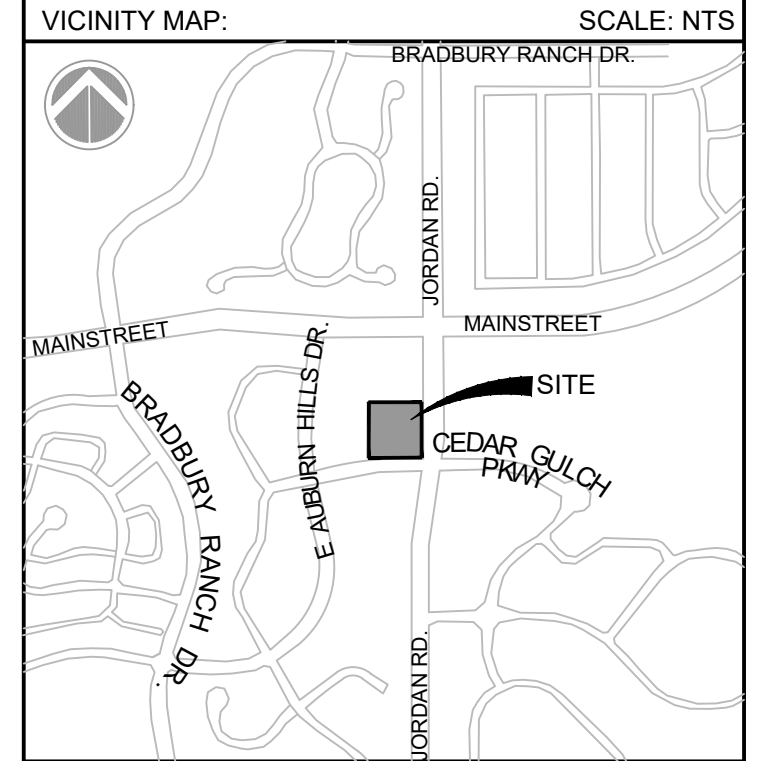 VICINITY MAP: SCALE: NTS
BRADBURY RANCH DR.
JORDAN RD.
MAINSTREET
MAINSTREET
E AUBURN HILLS DR.
SITE
BRADBURY RANCH DR.
CEDAR GULCH
PKWY
JORDAN RD.